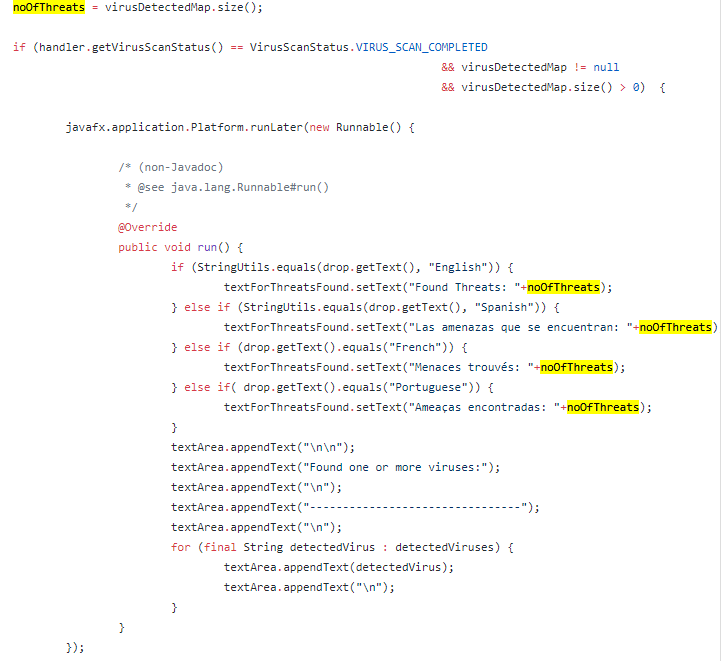 noOfThreats = virusDetectedMap.size();
if (handler.getVirusScanStatus() == VirusScanStatus.VIRUS_SCAN_COMPLETED
&& virusDetectedMap != null
&& virusDetectedMap.size() > 0)  {
javafx.application.Platform.runLater(new Runnable() {
/* (non-Javadoc)
* @see java.lang.Runnable#run()
*/
@Override
public void run() {
if (StringUtils.equals(drop.getText(), "English")) {
textForThreatsFound.setText("Found Threats: "+noOfThreats);
} else if (StringUtils.equals(drop.getText(), "Spanish")) {
textForThreatsFound.setText("Las amenazas que se encuentran: "+noOfThreats)
} else if (drop.getText().equals("French")) {
textForThreatsFound.setText("Menaces trouvés: "+noOfThreats);
} else if( drop.getText().equals("Portuguese")) {
textForThreatsFound.setText("Ameaças encontradas: "+noOfThreats);
}
textArea.appendText("\n\n");
textArea.appendText("Found one or more viruses:");
textArea.appendText("\n");
textArea.appendText("--------------------------------");
textArea.appendText("\n");
for (final String detectedVirus : detectedViruses) {
textArea.appendText(detectedVirus);
textArea.appendText("\n");
}
}
});